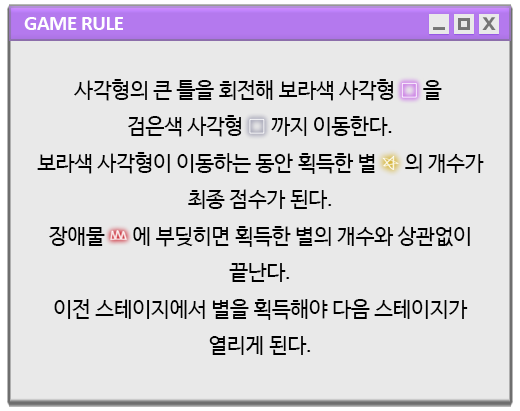 GAME RULE
사각형의 큰 틀을 회전해 보라색 사각형 을
검은색 사각형 까지 이동한다.
보라색 사각형이 이동하는 동안 획득한 별 의 개수가
최종 점수가 된다.
장애물 에 부딪히면 획득한 별의 개수와 상관없이
끝난다.
이전 스테이지에서 별을 획득해야 다음 스테이지가
열리게 된다.